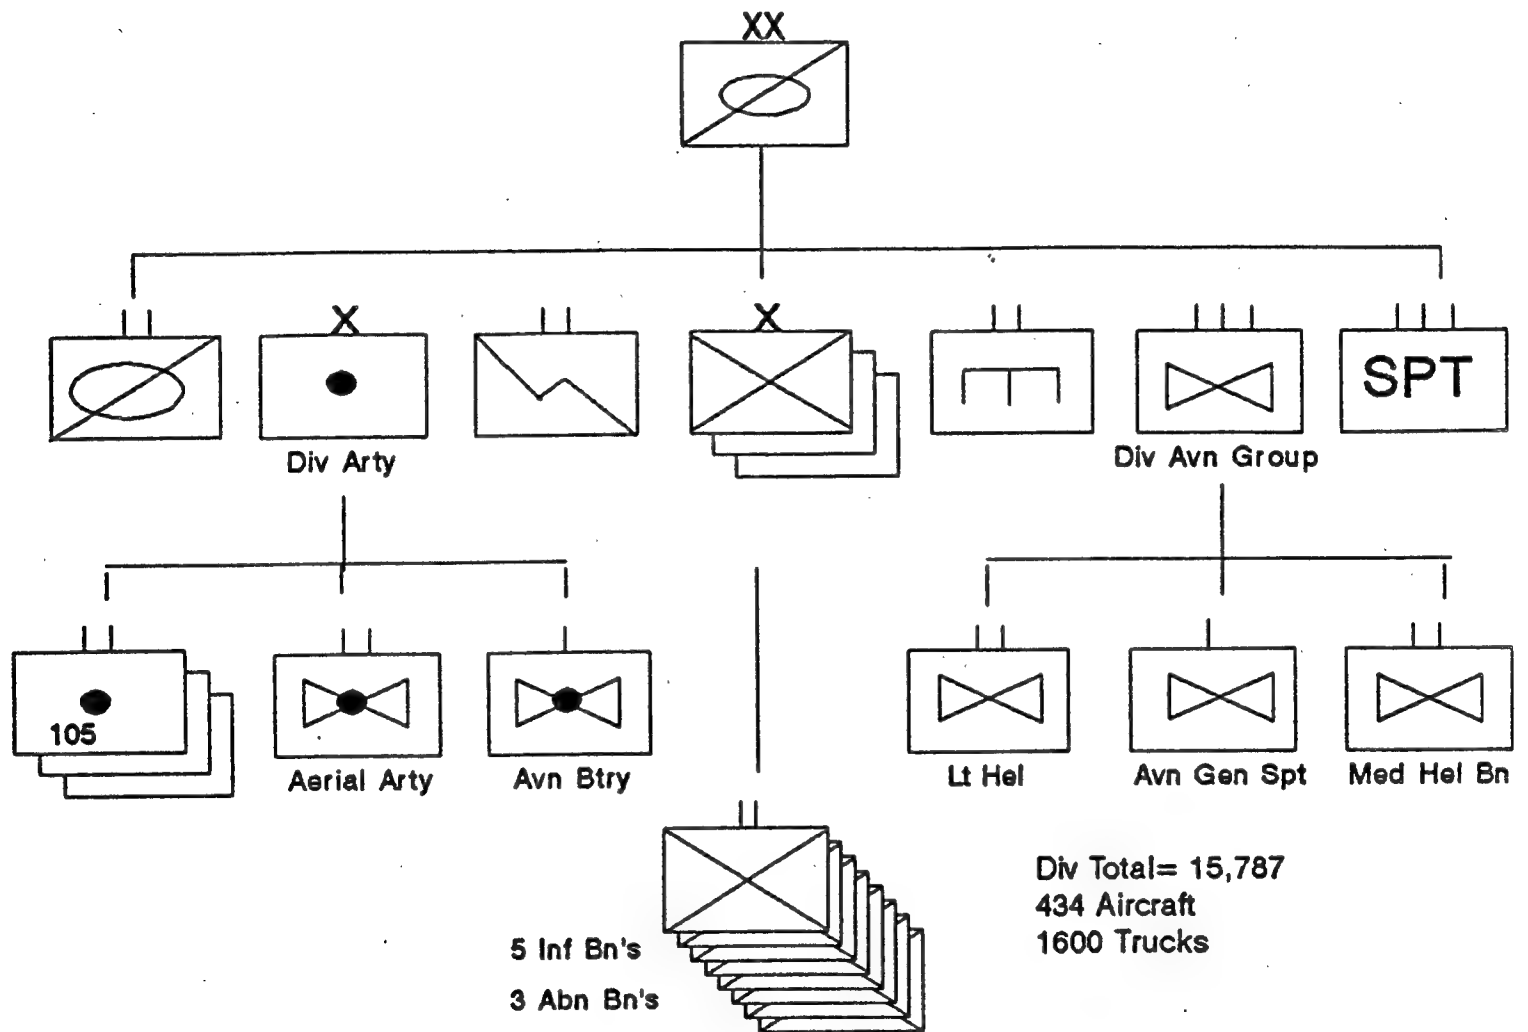 XX
X
X
SPT
Div Arty
Div Avn Group
105
Aerial Arty
Avn Btry
Lt Hel
Avn Gen Spt
Med Hel Bn
Div Total= 15,787
434 Aircraft
1600 Trucks
5 Inf Bn's
3 Abn Bn's